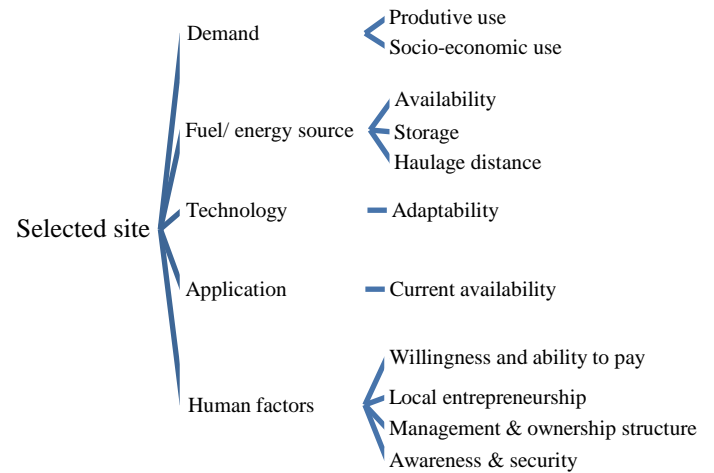 Selected site
Demand
Produtive use
Socio-economic use
Fuel/ energy source
Availability
Storage
Haulage distance
Technology
Adaptability
Application
Current availability
Human factors
Willingness and ability to pay
Local entrepreneurship
Management & ownership structure
Awareness & security